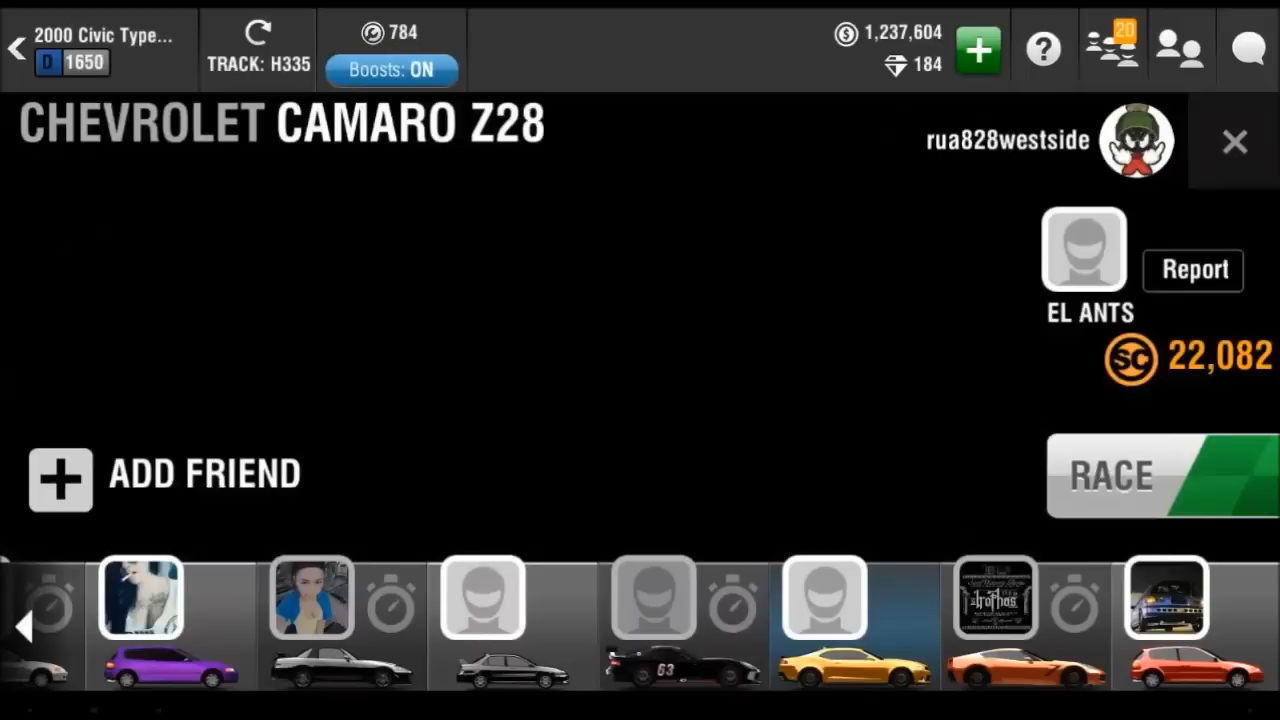 2000 Civic Type...
D 1650
TRACK: H335
784
Boosts: ON
1,237,604
184
20
CHEVROLET CAMARO Z28
rua828westside
Report
EL ANTS
SC 22,082
ADD FRIEND
RACE
63